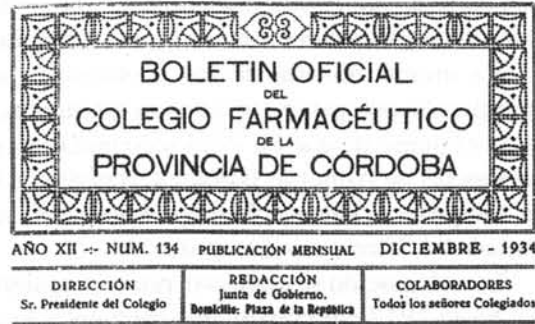 BOLETIN OFICIAL
DEL
COLEGIO FARMACÉUTICO
DE LA
PROVINCIA DE CÓRDOBA
AÑO XII -:- NUM. 134 PUBLICACIÓN MENSUAL DICIEMBRE - 1934
DIRECCIÓN
Sr. Presidente del Colegio
REDACCIÓN
Junta de Gobierno.
Domicilio: Plaza de la República
COLABORADORES
Todos los señores Colegiados